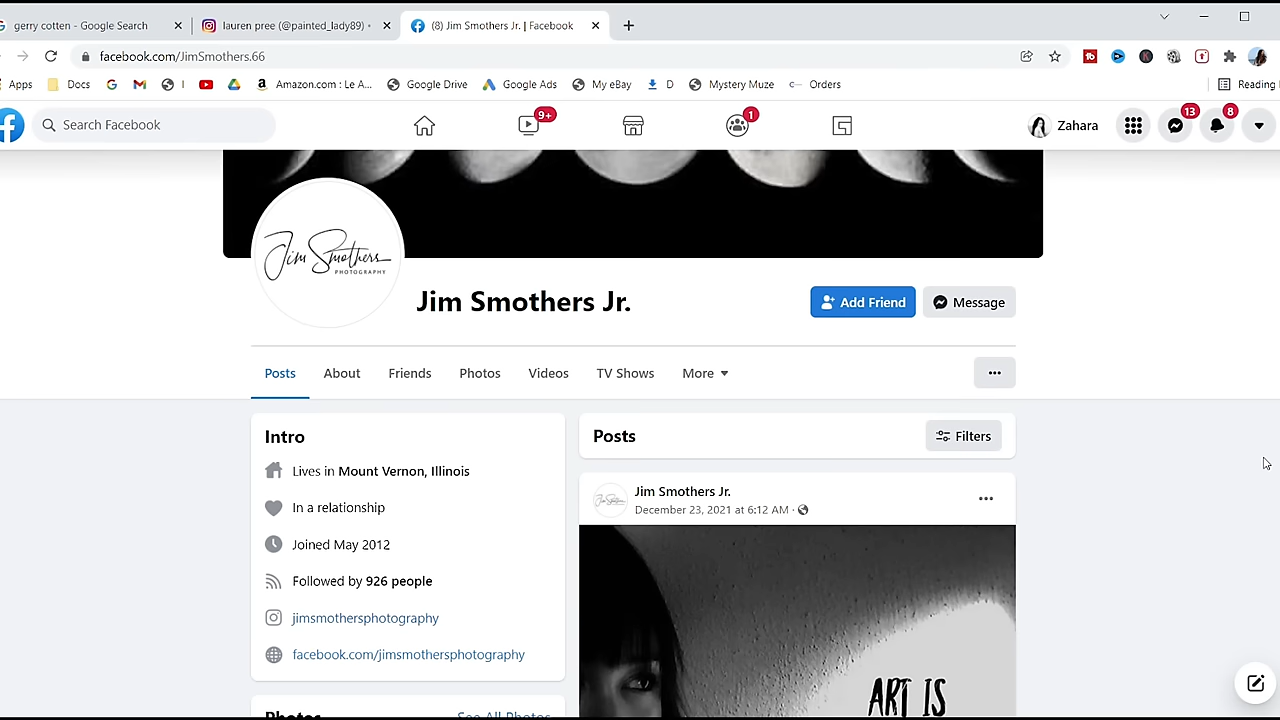 gerry cotten - Google Search
lauren pree (@painted_lady89) •
(8) Jim Smothers Jr. | Facebook
facebook.com/JimSmothers.66
Apps Docs I Amazon.com : Le A... Google Drive Google Ads My eBay D Mystery Muze Orders Reading
Search Facebook
9+
1
Zahara
13
8
Jim Smothers
PHOTOGRAPHY
Jim Smothers Jr.
Add Friend
Message
Posts About Friends Photos Videos TV Shows More
Intro
Lives in Mount Vernon, Illinois
In a relationship
Joined May 2012
Followed by 926 people
jimsmothersphotography
facebook.com/jimsmothersphotography
Photos See All Photos
Posts
Filters
Jim Smothers Jr.
December 23, 2021 at 6:12 AM ·
ART IS